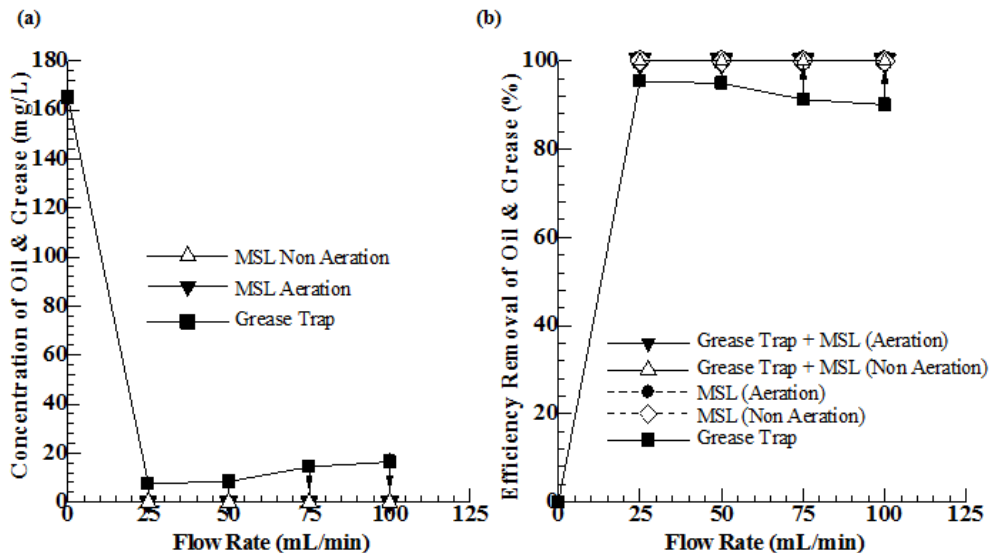 (a)
(b)
Concentration of Oil & Grease (mg/L)
180
160
140
120
100
80
60
40
20
0
MSL Non Aeration
MSL Aeration
Grease Trap
0 25 50 75 100 125
Flow Rate (mL/min)
Efficiency Removal of Oil & Grease (%)
100
80
60
40
20
0
Grease Trap + MSL (Aeration)
Grease Trap + MSL (Non Aeration)
MSL (Aeration)
MSL (Non Aeration)
Grease Trap
0 25 50 75 100 125
Flow Rate (mL/min)